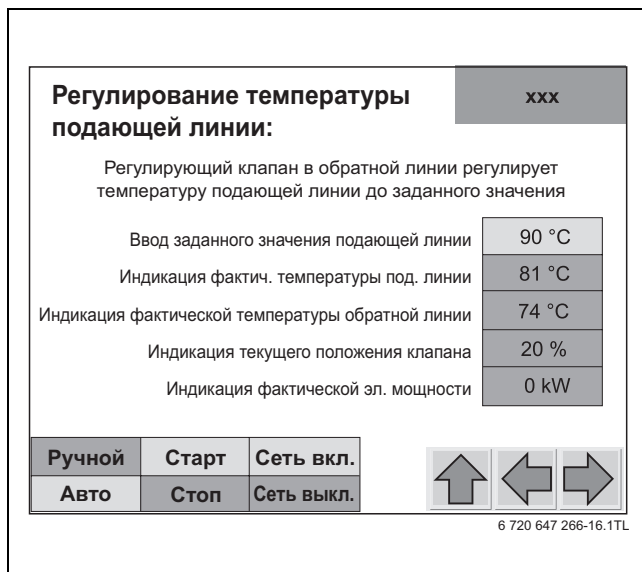 Регулирование температуры
подающей линии:
xxx
Регулирующий клапан в обратной линии регулирует
температуру подающей линии до заданного значения
Ввод заданного значения подающей линии 90 °C
Индикация фактич. температуры под. линии 81 °C
Индикация фактической температуры обратной линии 74 °C
Индикация текущего положения клапана 20 %
Индикация фактической эл. мощности 0 kW
Ручной Старт Сеть вкл.
Авто Стоп Сеть выкл.
6 720 647 266-16.1TL